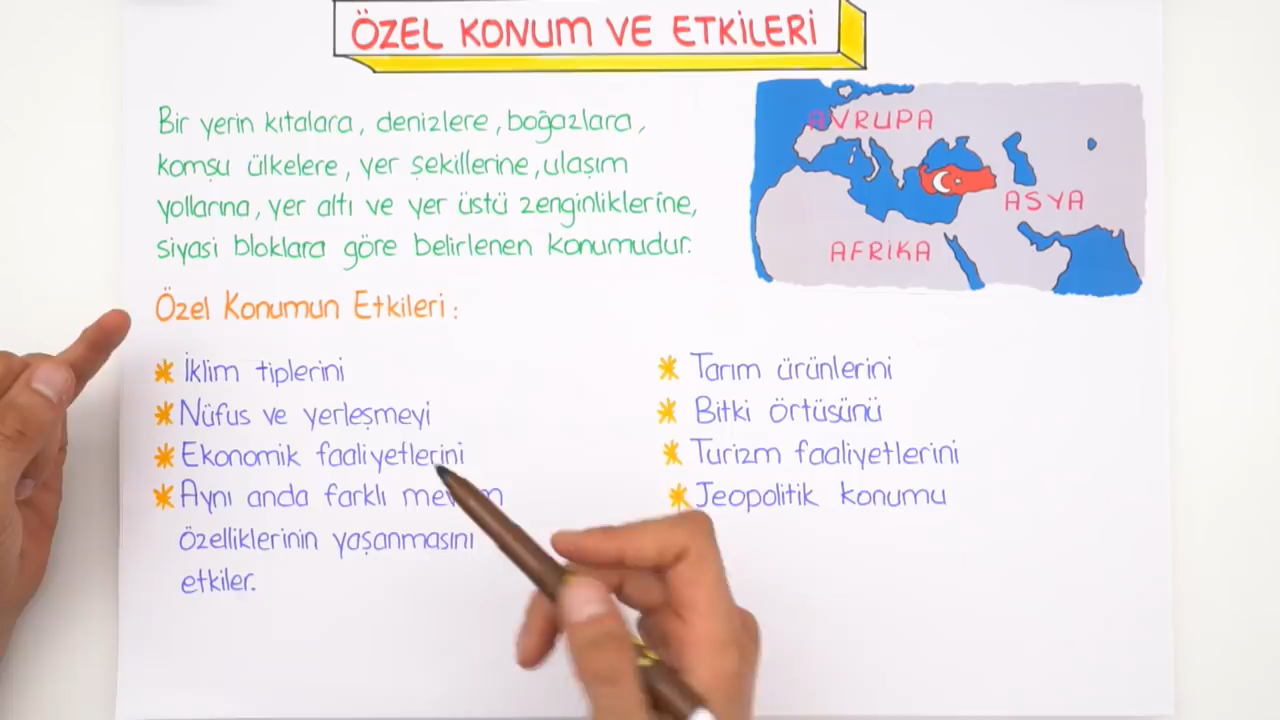 ÖZEL KONUM VE ETKİLERİ
Bir yerin kıtalara, denizlere, boğazlara,
komşu ülkelere, yer şekillerine, ulaşım
yollarına, yer altı ve yer üstü zenginliklerine,
siyasi bloklara göre belirlenen konumudur.
AVRUPA
ASYA
AFRİKA
Özel Konumun Etkileri:
İklim tiplerini
Nüfus ve yerleşmeyi
Ekonomik faaliyetlerini
Aynı anda farklı
özelliklerinin yaşanmasını
etkiler.
Tarım ürünlerini
Bitki örtüsünü
Turizm faaliyetlerini
Jeopolitik konumu